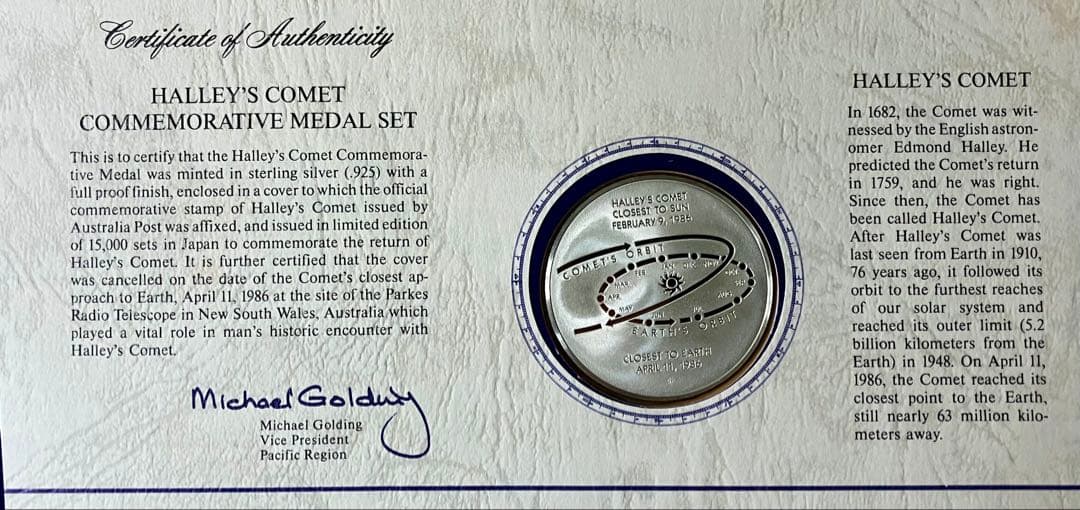 Certificate of Authenticity
HALLEY'S COMET
COMMEMORATIVE MEDAL SET
This is to certify that the Halley's Comet Commemora-
tive Medal was minted in sterling silver (.925) with a
full proof finish, enclosed in a cover to which the official
commemorative stamp of Halley's Comet issued by
Australia Post was affixed, and issued in limited edition
of 15,000 sets in Japan to commemorate the return of
Halley's Comet. It is further certified that the cover
was cancelled on the date of the Comet's closest ap-
proach to Earth, April 11, 1986 at the site of the Parkes
Radio Telescope in New South Wales, Australia which
played a vital role in man's historic encounter with
Halley's Comet.
Michael Golding
Michael Golding
Vice President
Pacific Region
HALLEY'S COMET
CLOSEST TO SUN
FEBRUARY 9, 1986
COMET'S ORBIT
FEB
MAR
APR
MAY
NOV
AUG
EARTH'S ORBIT
CLOSEST TO EARTH
APRIL 11, 1986
HALLEY'S COMET
In 1682, the Comet was wit-
nessed by the English astron-
omer Edmond Halley. He
predicted the Comet's return
in 1759, and he was right.
Since then, the Comet has
been called Halley's Comet.
After Halley's Comet was
last seen from Earth in 1910,
76 years ago, it followed its
orbit to the furthest reaches
of our solar system and
reached its outer limit (5.2
billion kilometers from the
Earth) in 1948. On April 11,
1986, the Comet reached its
closest point to the Earth,
still nearly 63 million kilo-
meters away.